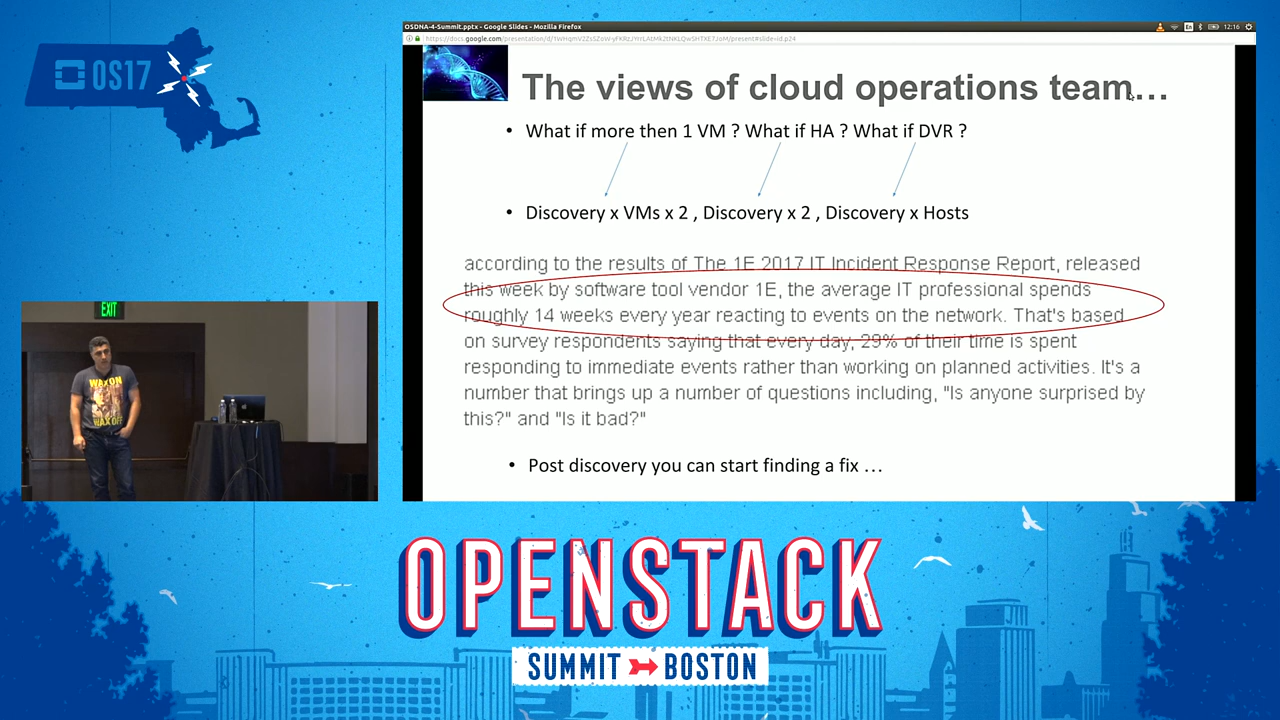 OS17
OSDNA-4-Summit.pptx - Google Slides - Mozilla Firefox
En
12:16
The views of cloud operations team…
• What if more then 1 VM ? What if HA ? What if DVR ?
• Discovery x VMs x 2 , Discovery x 2 , Discovery x Hosts
according to the results of The 1E 2017 IT Incident Response Report, released
this week by software tool vendor 1E, the average IT professional spends
roughly 14 weeks every year reacting to events on the network. That's based
on survey respondents saying that every day, 29% of their time is spent
responding to immediate events rather than working on planned activities. It's a
number that brings up a number of questions including, "Is anyone surprised by
this?" and "Is it bad?"
• Post discovery you can start finding a fix …
EXIT
WAX ON
WAX OFF
OPENSTACK
SUMMIT BOSTON